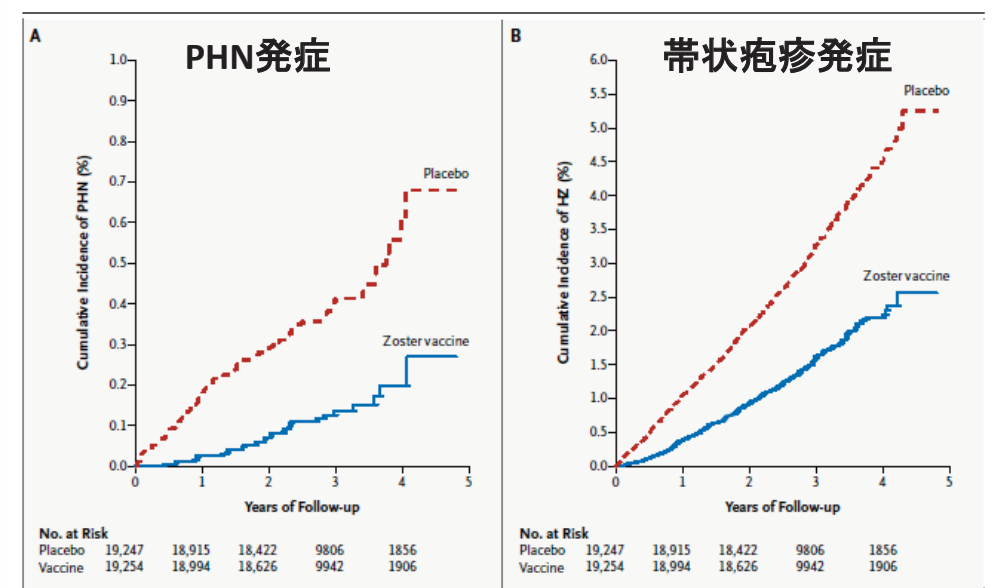 A
PHN発症
1.0
0.9
0.8
0.7
0.6
0.5
0.4
0.3
0.2
0.1
0.0
Cumulative Incidence of PHN (%)
Placebo
Zoster vaccine
0 1 2 3 4 5
Years of Follow-up
No. at Risk
Placebo 19,247 18,915 18,422 9806 1856
Vaccine 19,254 18,994 18,626 9942 1906
B
帯状疱疹発症
6.0
5.5
5.0
4.5
4.0
3.5
3.0
2.5
2.0
1.5
1.0
0.5
0.0
Cumulative Incidence of HZ (%)
Placebo
Zoster vaccine
0 1 2 3 4 5
Years of Follow-up
No. at Risk
Placebo 19,247 18,915 18,422 9806 1856
Vaccine 19,254 18,994 18,626 9942 1906